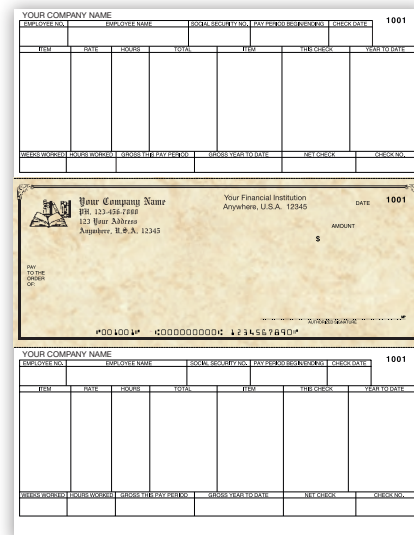 YOUR COMPANY NAME
1001
EMPLOYEE NO. EMPLOYEE NAME SOCIAL SECURITY NO. PAY PERIOD BEGIN/ENDING CHECK DATE
ITEM RATE HOURS TOTAL ITEM THIS CHECK YEAR TO DATE
WEEKS WORKED HOURS WORKED GROSS THIS PAY PERIOD GROSS YEAR TO DATE NET CHECK CHECK NO.
Your Company Name
PH. 123-456-7000
123 Your Address
Anywhere, U.S.A. 12345
Your Financial Institution
Anywhere, U.S.A. 12345
DATE 1001
AMOUNT
$
PAY
TO THE
ORDER
OF:
AUTHORIZED SIGNATURE
⑈001001⑈ ⑆000000000⑆ 1234567890⑈
YOUR COMPANY NAME
1001
EMPLOYEE NO. EMPLOYEE NAME SOCIAL SECURITY NO. PAY PERIOD BEGIN/ENDING CHECK DATE
ITEM RATE HOURS TOTAL ITEM THIS CHECK YEAR TO DATE
WEEKS WORKED HOURS WORKED GROSS THIS PAY PERIOD GROSS YEAR TO DATE NET CHECK CHECK NO.